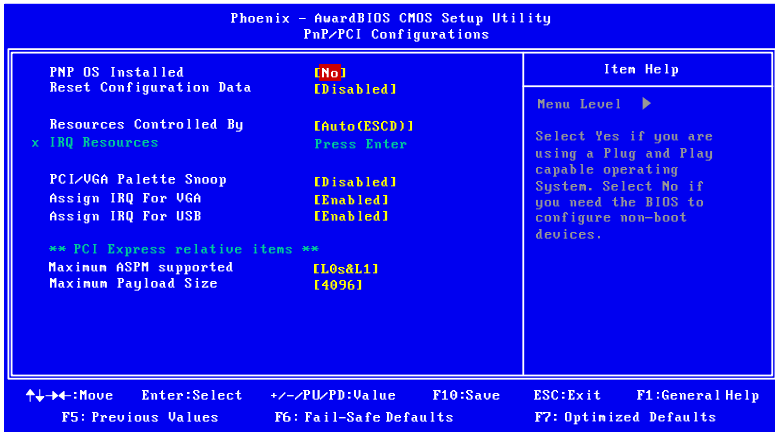 Phoenix - AwardBIOS CMOS Setup Utility
PnP/PCI Configurations
PNP OS Installed [No]
Reset Configuration Data [Disabled]
Resources Controlled By [Auto(ESCD)]
x IRQ Resources Press Enter
PCI/VGA Palette Snoop [Disabled]
Assign IRQ For VGA [Enabled]
Assign IRQ For USB [Enabled]
** PCI Express relative items **
Maximum ASPM supported [L0s&L1]
Maximum Payload Size [4096]
Item Help
Menu Level
Select Yes if you are
using a Plug and Play
capable operating
System. Select No if
you need the BIOS to
configure non-boot
devices.
↑↓→←:Move Enter:Select +/-/PU/PD:Value F10:Save ESC:Exit F1:General Help
F5: Previous Values F6: Fail-Safe Defaults F7: Optimized Defaults